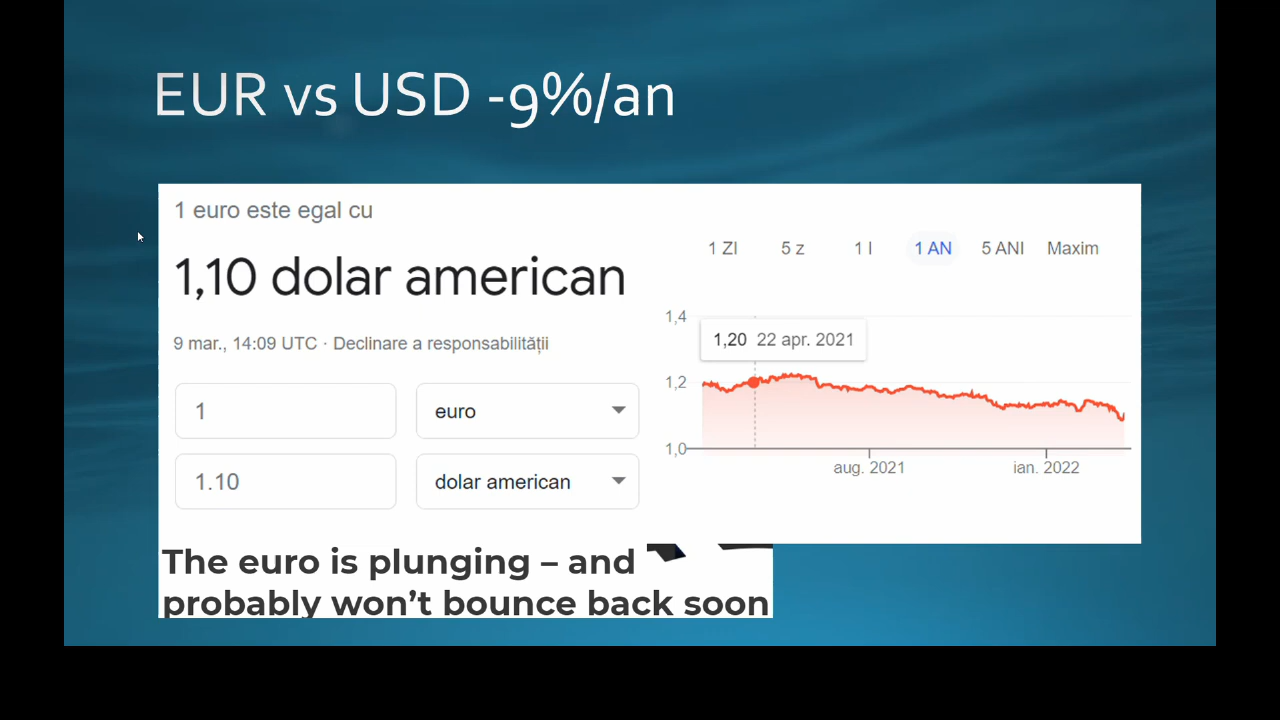 EUR vs USD -9%/an
1 euro este egal cu
1,10 dolar american
9 mar., 14:09 UTC · Declinare a responsabilității
1 euro
1.10 dolar american
1 ZI 5 z 1 l 1 AN 5 ANI Maxim
1,4
1,20 22 apr. 2021
1,2
1,0
aug. 2021 ian. 2022
The euro is plunging – and
probably won’t bounce back soon